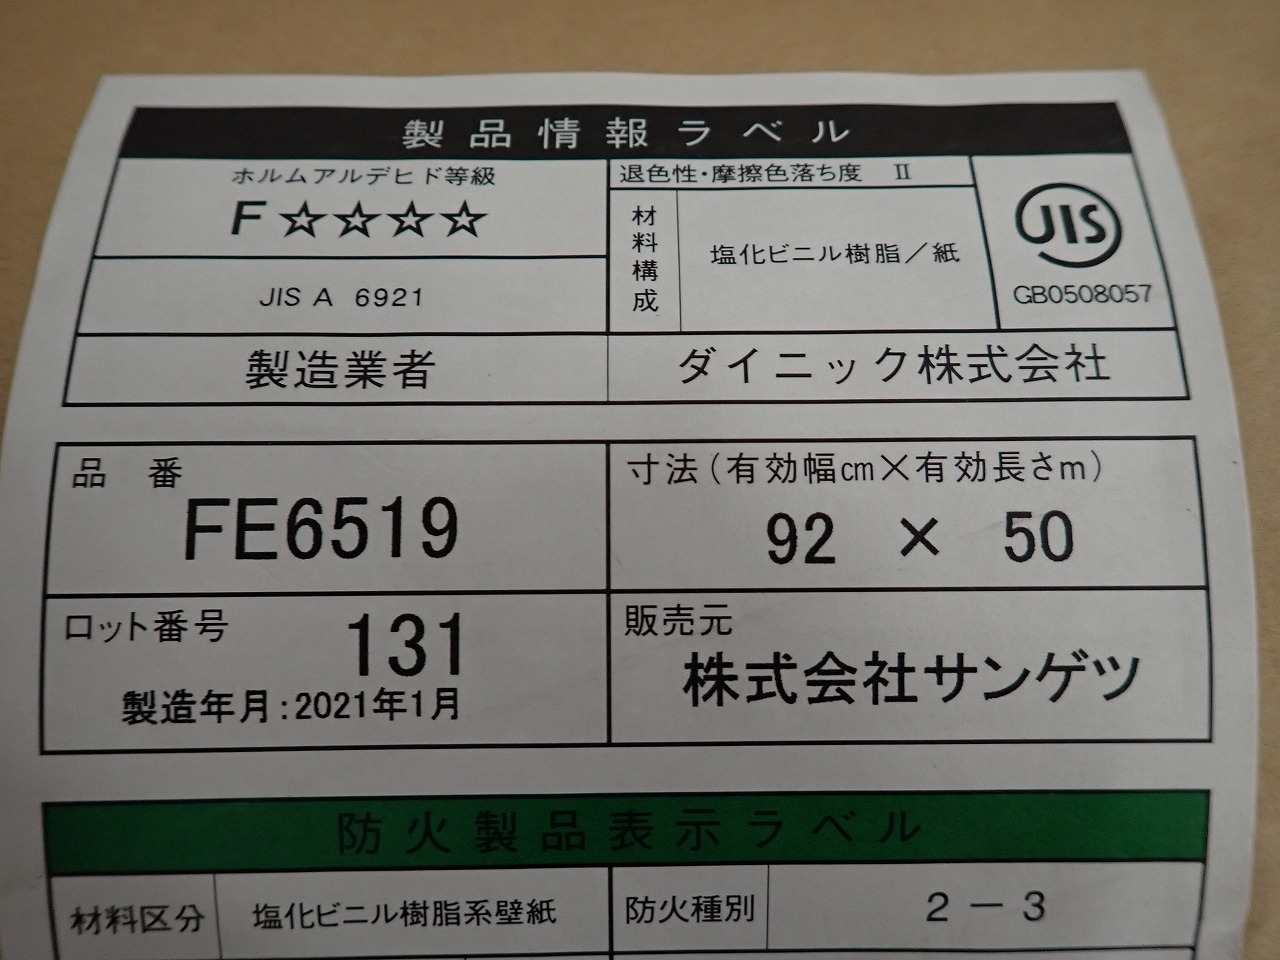 製品情報ラベル
ホルムアルデヒド等級
F☆☆☆☆
JIS A 6921
退色性・摩擦色落ち度 Ⅱ
材料構成
塩化ビニル樹脂／紙
JIS
GB0508057
製造業者
ダイニック株式会社
品 番
FE6519
寸法（有効幅cm×有効長さm）
92 × 50
ロット番号 131
製造年月：2021年1月
販売元
株式会社サンゲツ
防火製品表示ラベル
材料区分
塩化ビニル樹脂系壁紙
防火種別
2－3